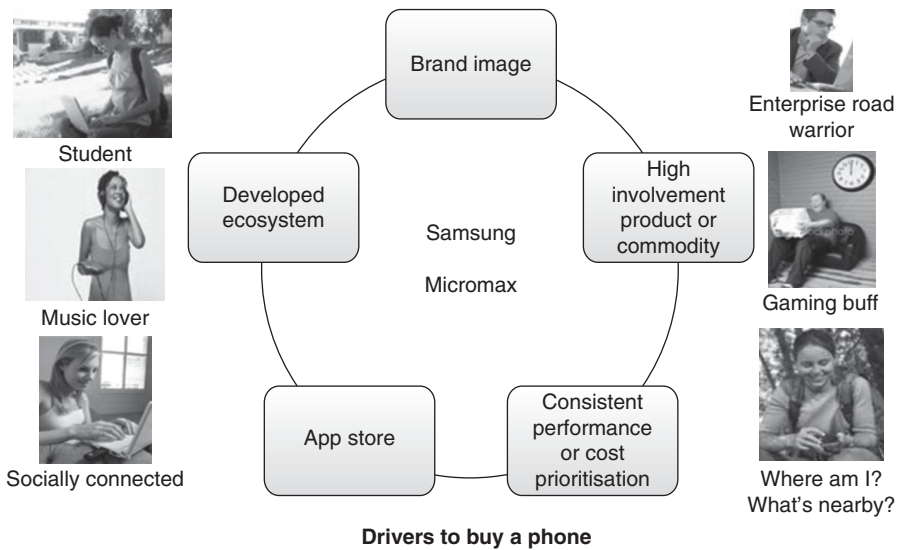 Brand image
Student
Developed
ecosystem
Music lover
Samsung
Micromax
High
involvement
product or
commodity
Enterprise road
warrior
Gaming buff
App store
Consistent
performance
or cost
prioritisation
Socially connected
Where am I?
What's nearby?
Drivers to buy a phone